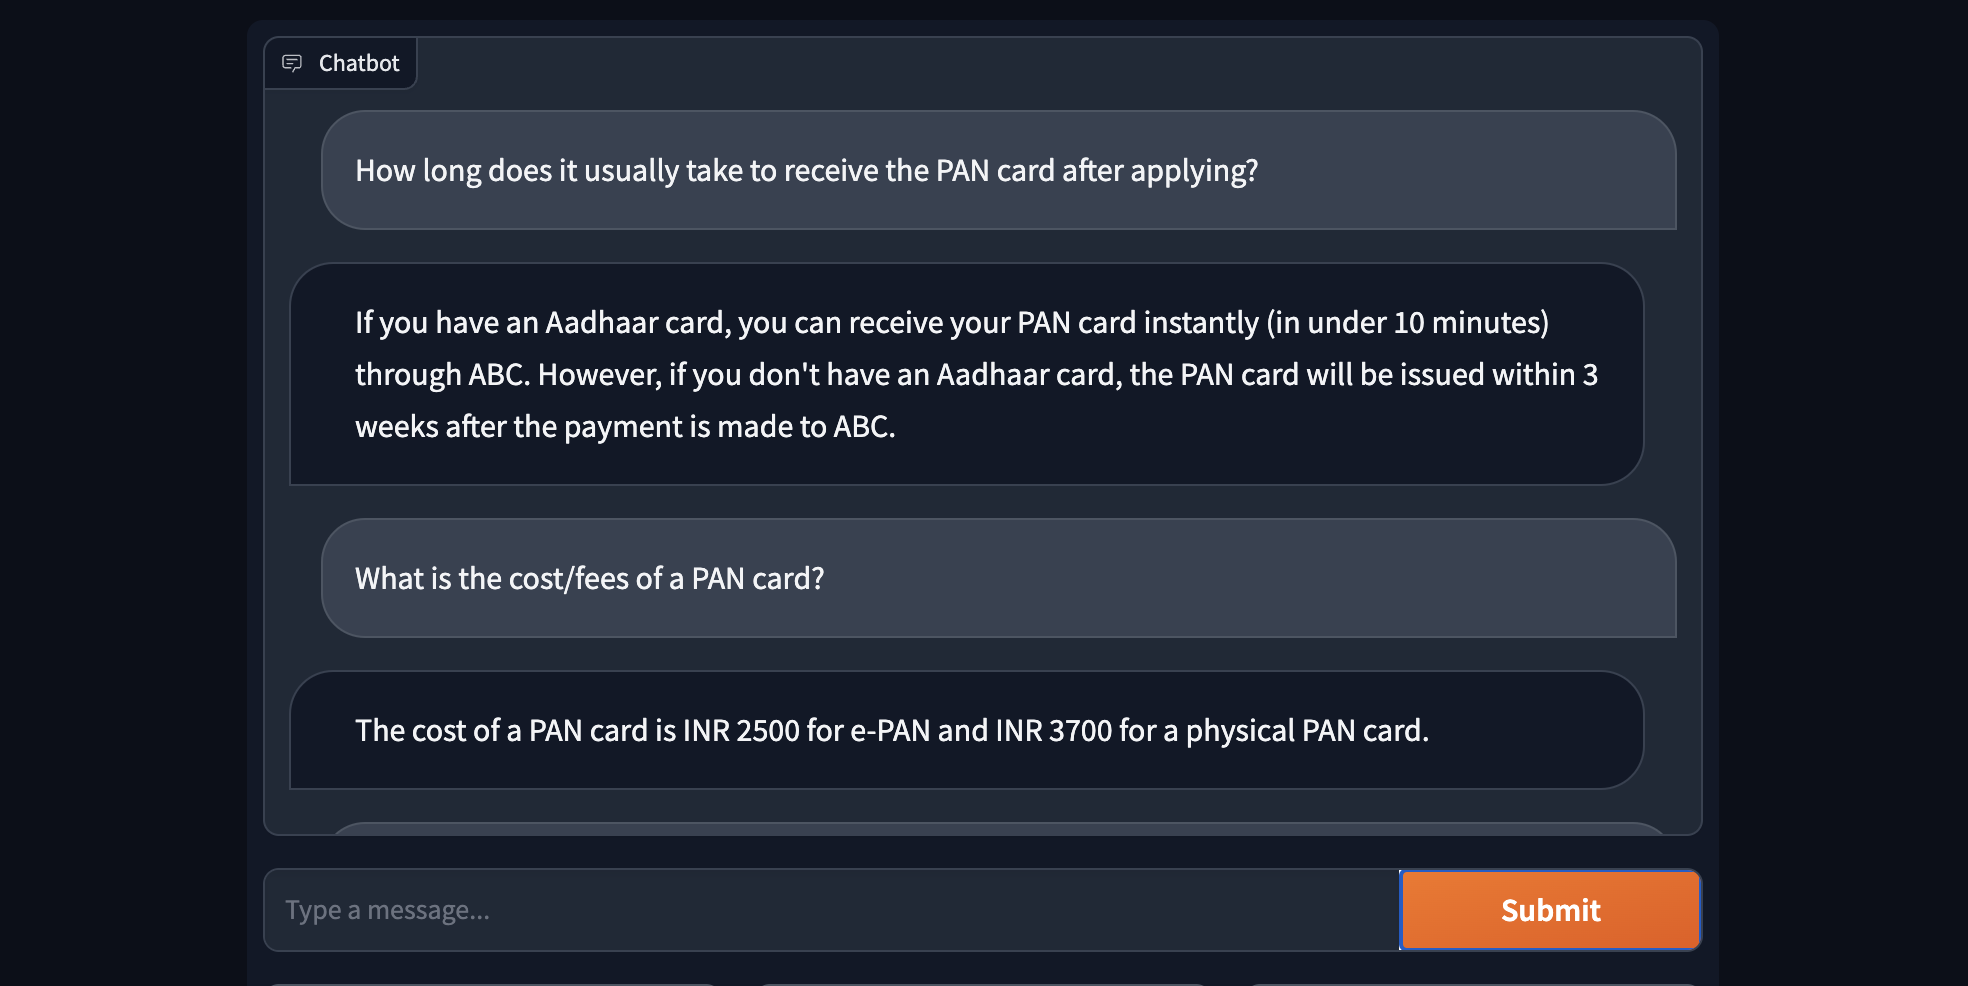 Chatbot
How long does it usually take to receive the PAN card after applying?
If you have an Aadhaar card, you can receive your PAN card instantly (in under 10 minutes)
through ABC. However, if you don't have an Aadhaar card, the PAN card will be issued within 3
weeks after the payment is made to ABC.
What is the cost/fees of a PAN card?
The cost of a PAN card is INR 2500 for e-PAN and INR 3700 for a physical PAN card.
Type a message...
Submit